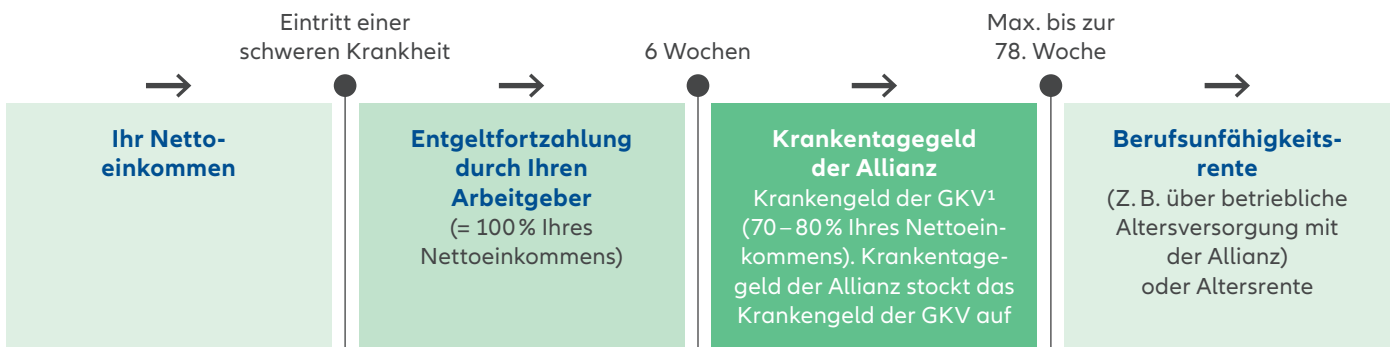 Eintritt einer
schweren Krankheit
6 Wochen
Max. bis zur
78. Woche
Ihr Netto-
einkommen
Entgeltfortzahlung
durch Ihren
Arbeitgeber
(= 100 % Ihres
Nettoeinkommens)
Krankentagegeld
der Allianz
Krankengeld der GKV¹
(70 – 80 % Ihres Nettoein-
kommens). Krankentage-
geld der Allianz stockt das
Krankengeld der GKV auf
Berufsunfähigkeits-
rente
(Z. B. über betriebliche
Altersversorgung mit
der Allianz)
oder Altersrente